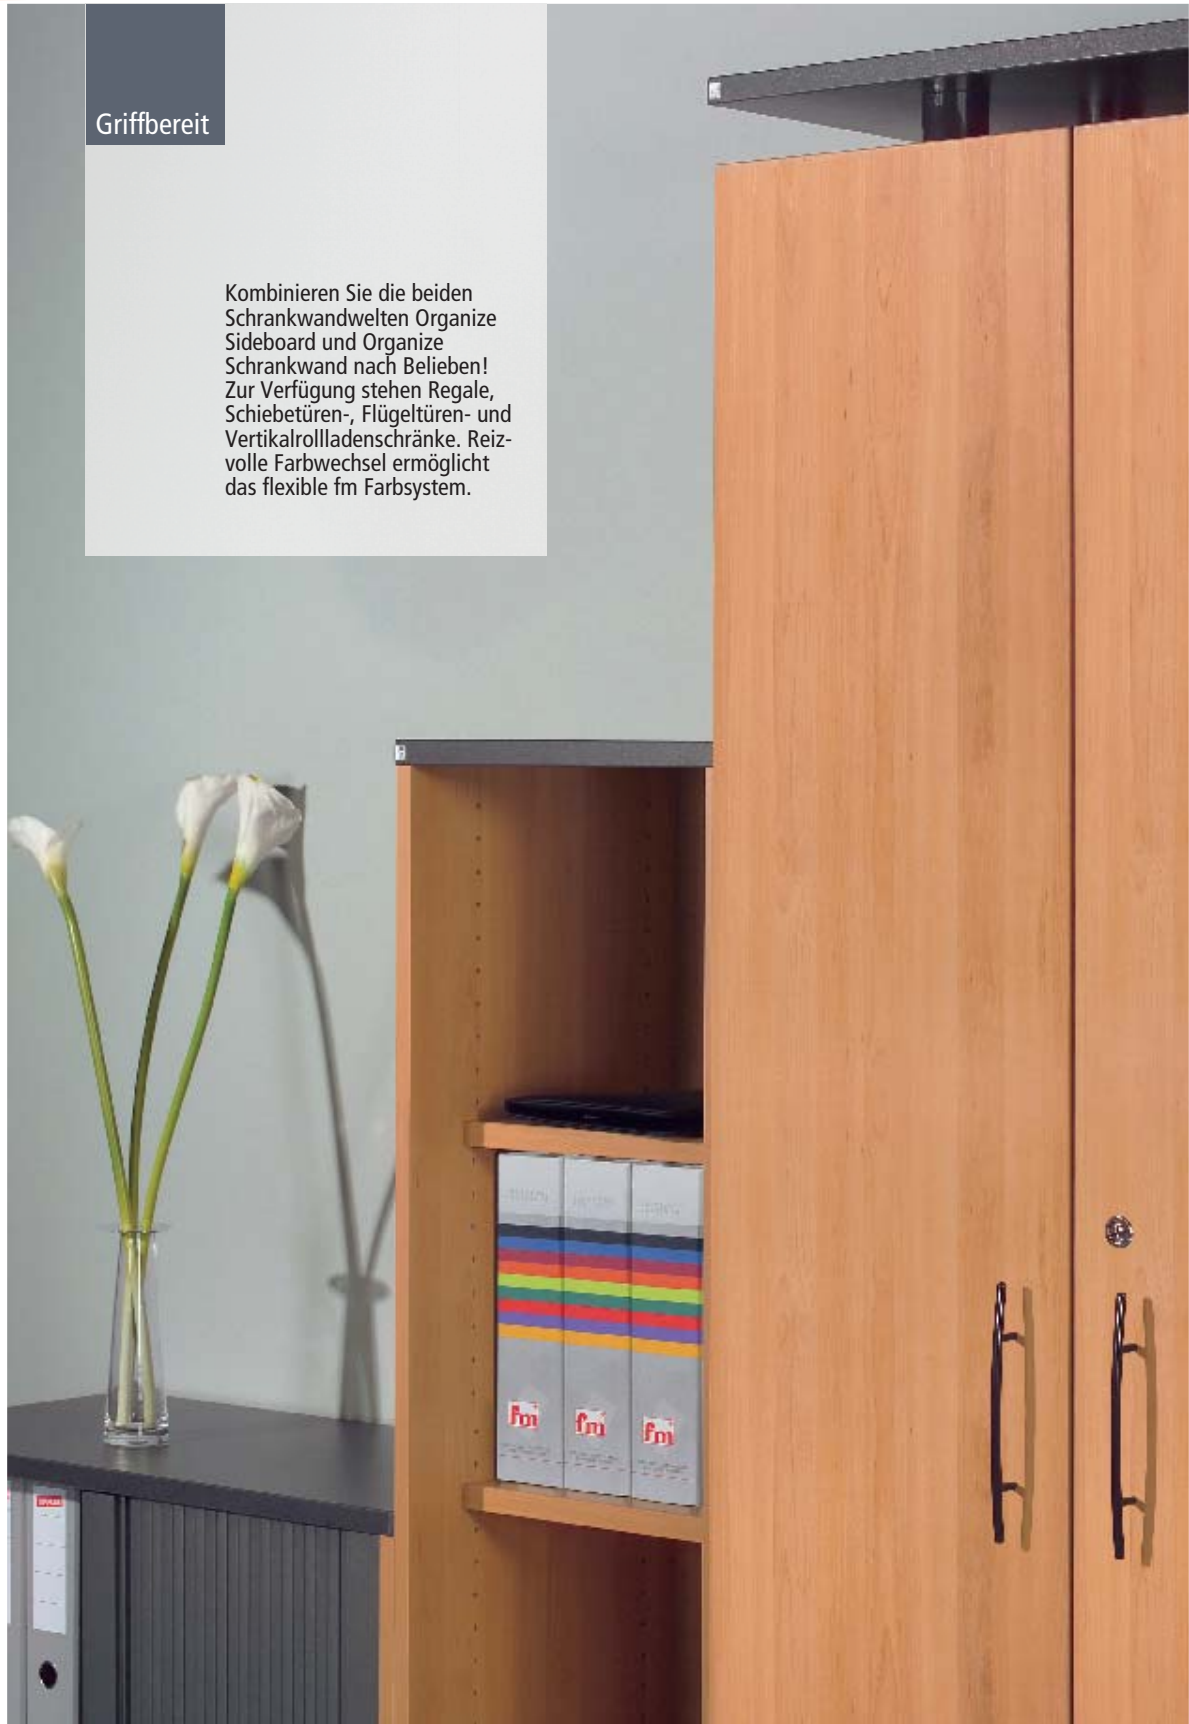 Griffbereit
Kombinieren Sie die beiden
Schrankwandwelten Organize
Sideboard und Organize
Schrankwand nach Belieben!
Zur Verfügung stehen Regale,
Schiebetüren-, Flügeltüren- und
Vertikalrollladenschränke. Reiz-
volle Farbwechsel ermöglicht
das flexible fm Farbsystem.
fm
fm
fm